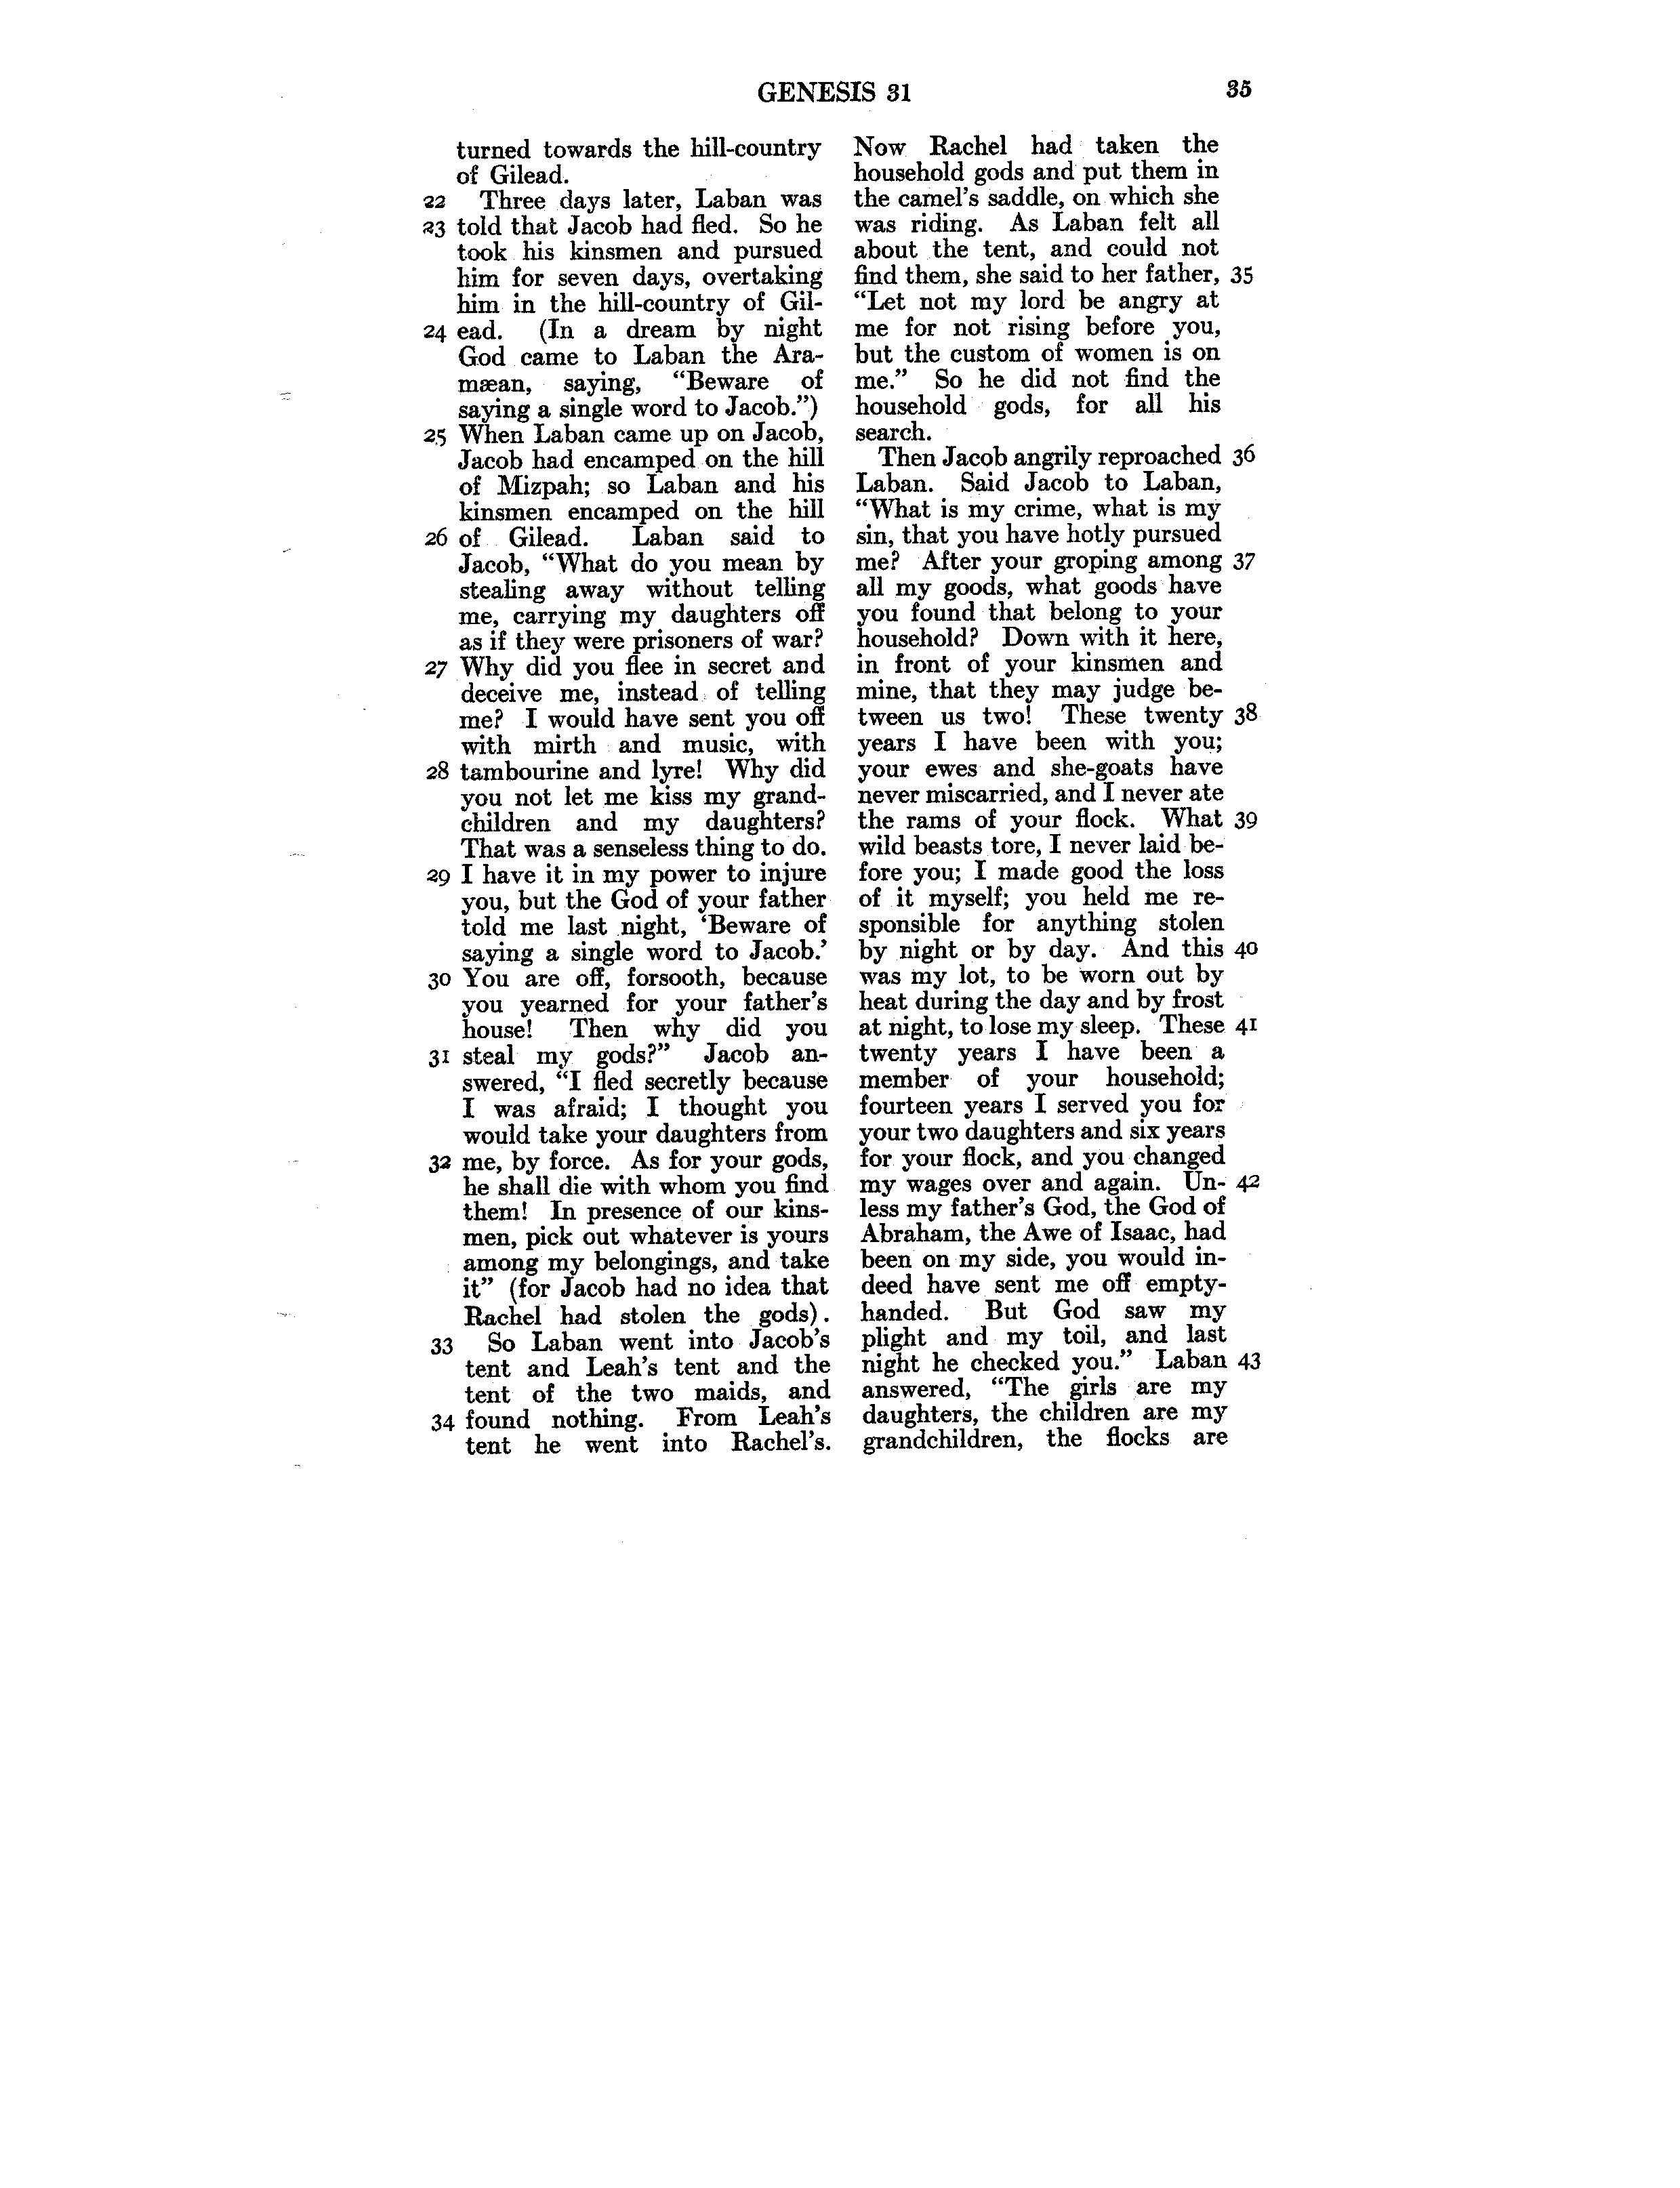 GENESIS 31 35
turned towards the hill-country
of Gilead.
22 Three days later, Laban was
23 told that Jacob had fled. So he
took his kinsmen and pursued
him for seven days, overtaking
him in the hill-country of Gil-
24 ead. (In a dream by night
God came to Laban the Ara-
mæan, saying, “Beware of
saying a single word to Jacob.”)
25 When Laban came up on Jacob,
Jacob had encamped on the hill
of Mizpah; so Laban and his
kinsmen encamped on the hill
26 of Gilead. Laban said to
Jacob, “What do you mean by
stealing away without telling
me, carrying my daughters off
as if they were prisoners of war?
27 Why did you flee in secret and
deceive me, instead of telling
me? I would have sent you off
with mirth and music, with
28 tambourine and lyre! Why did
you not let me kiss my grand-
children and my daughters?
That was a senseless thing to do.
29 I have it in my power to injure
you, but the God of your father
told me last night, ‘Beware of
saying a single word to Jacob.’
30 You are off, forsooth, because
you yearned for your father’s
house! Then why did you
31 steal my gods?” Jacob an-
swered, “I fled secretly because
I was afraid; I thought you
would take your daughters from
32 me, by force. As for your gods,
he shall die with whom you find
them! In presence of our kins-
men, pick out whatever is yours
among my belongings, and take
it” (for Jacob had no idea that
Rachel had stolen the gods).
33 So Laban went into Jacob’s
tent and Leah’s tent and the
tent of the two maids, and
34 found nothing. From Leah’s
tent he went into Rachel’s.
Now Rachel had taken the
household gods and put them in
the camel’s saddle, on which she
was riding. As Laban felt all
about the tent, and could not
find them, she said to her father, 35
“Let not my lord be angry at
me for not rising before you,
but the custom of women is on
me.” So he did not find the
household gods, for all his
search.
Then Jacob angrily reproached 36
Laban. Said Jacob to Laban,
“What is my crime, what is my
sin, that you have hotly pursued
me? After your groping among 37
all my goods, what goods have
you found that belong to your
household? Down with it here,
in front of your kinsmen and
mine, that they may judge be-
tween us two! These twenty 38
years I have been with you;
your ewes and she-goats have
never miscarried, and I never ate
the rams of your flock. What 39
wild beasts tore, I never laid be-
fore you; I made good the loss
of it myself; you held me re-
sponsible for anything stolen
by night or by day. And this 40
was my lot, to be worn out by
heat during the day and by frost
at night, to lose my sleep. These 41
twenty years I have been a
member of your household;
fourteen years I served you for
your two daughters and six years
for your flock, and you changed
my wages over and again. Un- 42
less my father’s God, the God of
Abraham, the Awe of Isaac, had
been on my side, you would in-
deed have sent me off empty-
handed. But God saw my
plight and my toil, and last
night he checked you.” Laban 43
answered, “The girls are my
daughters, the children are my
grandchildren, the flocks are